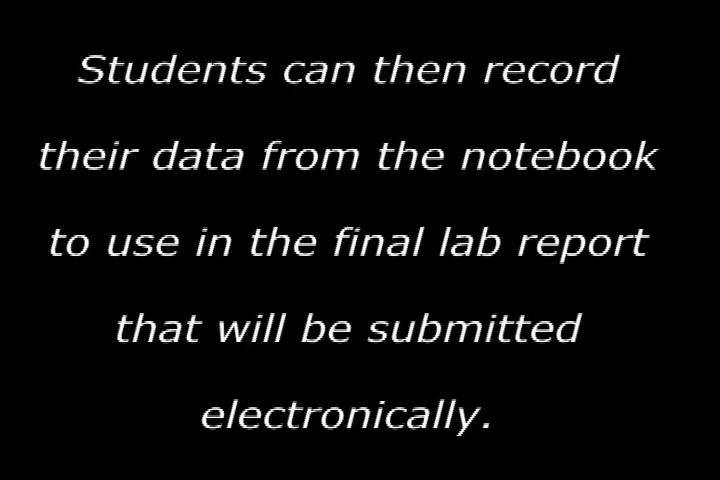 Students can then record
their data from the notebook
to use in the final lab report
that will be submitted
electronically.